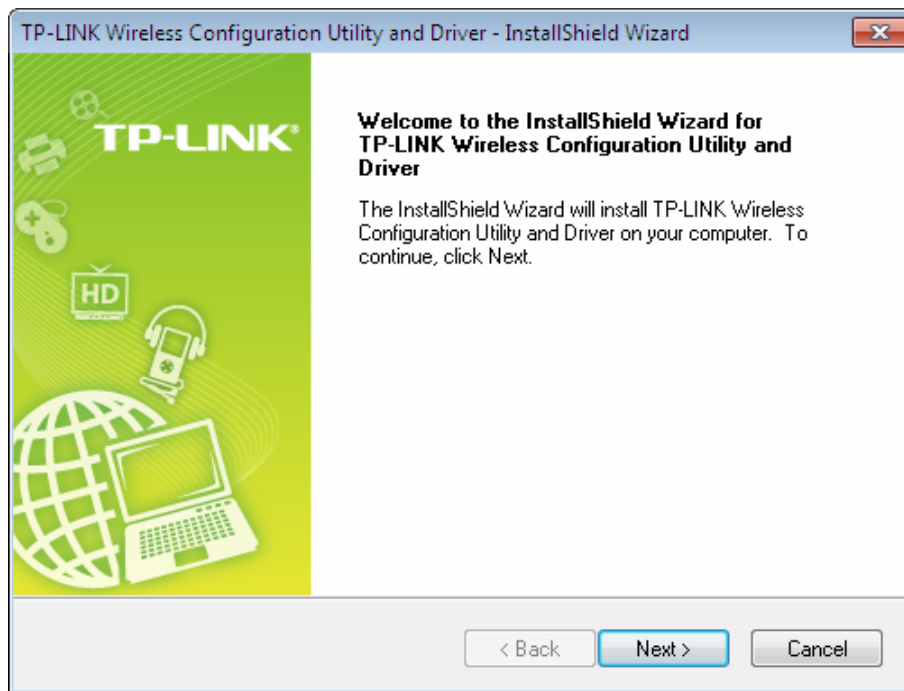 TP-LINK Wireless Configuration Utility and Driver - InstallShield Wizard
TP-LINK®
HD
Welcome to the InstallShield Wizard for
TP-LINK Wireless Configuration Utility and
Driver
The InstallShield Wizard will install TP-LINK Wireless
Configuration Utility and Driver on your computer. To
continue, click Next.
< Back
Next >
Cancel